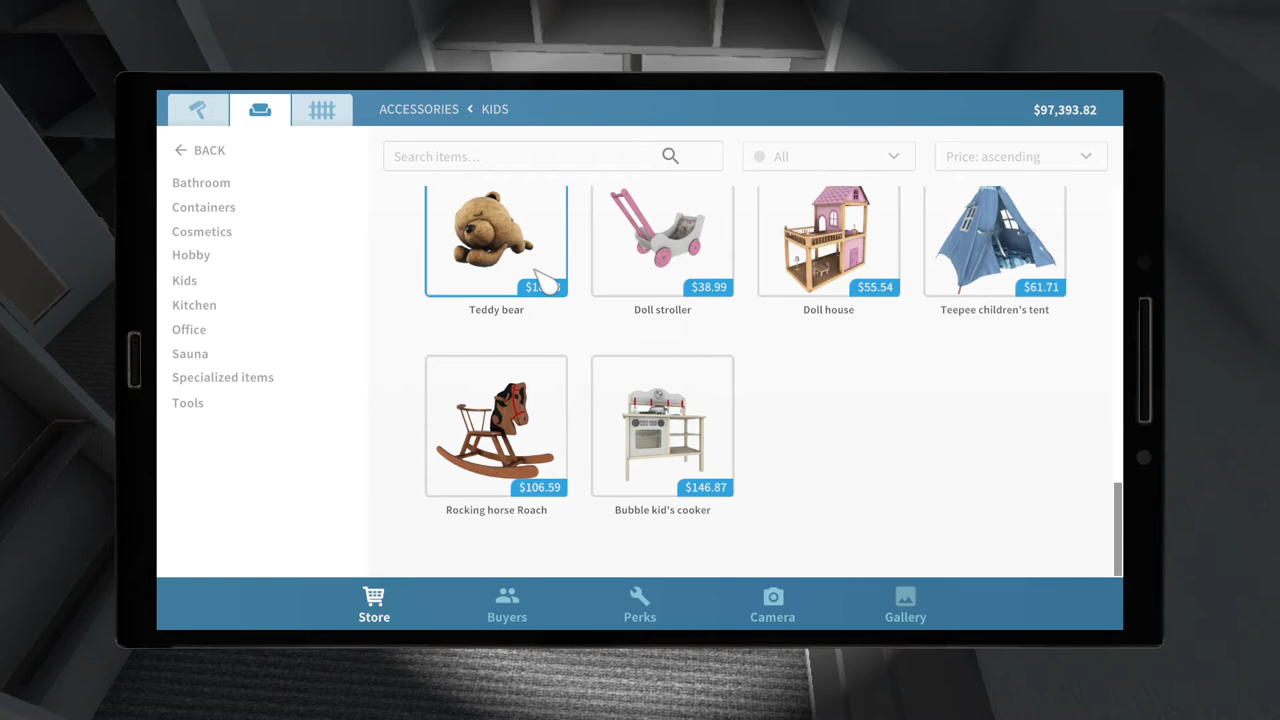 ACCESSORIES < KIDS
$97,393.82
BACK
Search items...
All
Price: ascending
Bathroom
Containers
Cosmetics
Hobby
Kids
Kitchen
Office
Sauna
Specialized items
Tools
$38.99
$55.54
$61.71
Teddy bear
Doll stroller
Doll house
Teepee children's tent
$106.59
$146.87
Rocking horse Roach
Bubble kid's cooker
Store
Buyers
Perks
Camera
Gallery